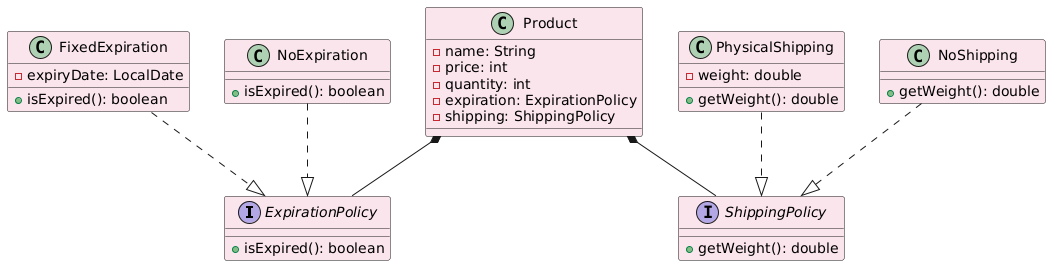 C FixedExpiration
expiryDate: LocalDate
isExpired(): boolean
C NoExpiration
isExpired(): boolean
C Product
name: String
price: int
quantity: int
expiration: ExpirationPolicy
shipping: ShippingPolicy
C PhysicalShipping
weight: double
getWeight(): double
C NoShipping
getWeight(): double
I ExpirationPolicy
isExpired(): boolean
I ShippingPolicy
getWeight(): double